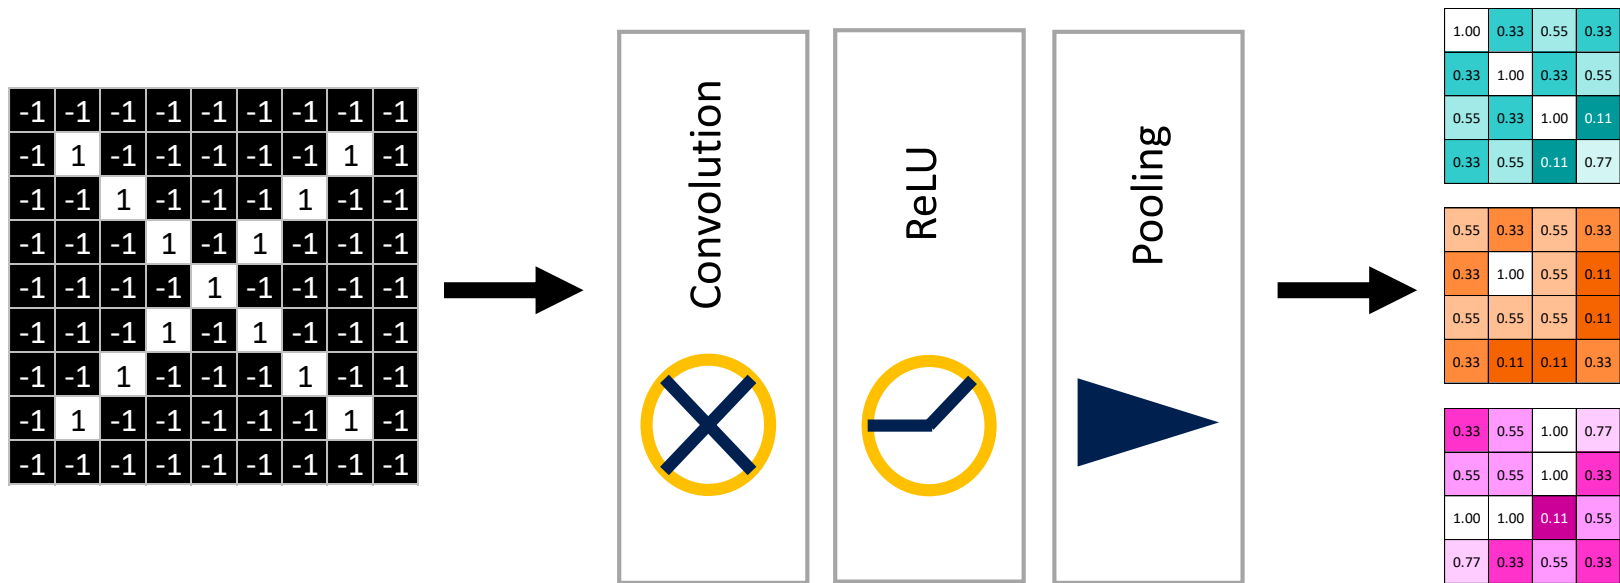 -1 -1 -1 -1 -1 -1 -1 -1 -1
-1 1 -1 -1 -1 -1 -1 1 -1
-1 -1 1 -1 -1 -1 1 -1 -1
-1 -1 -1 1 -1 1 -1 -1 -1
-1 -1 -1 -1 1 -1 -1 -1 -1
-1 -1 -1 1 -1 1 -1 -1 -1
-1 -1 1 -1 -1 -1 1 -1 -1
-1 1 -1 -1 -1 -1 -1 1 -1
-1 -1 -1 -1 -1 -1 -1 -1 -1
Convolution
ReLU
Pooling
1.00 0.33 0.55 0.33
0.33 1.00 0.33 0.55
0.55 0.33 1.00 0.11
0.33 0.55 0.11 0.77
0.55 0.33 0.55 0.33
0.33 1.00 0.55 0.11
0.55 0.55 0.55 0.11
0.33 0.11 0.11 0.33
0.33 0.55 1.00 0.77
0.55 0.55 1.00 0.33
1.00 1.00 0.11 0.55
0.77 0.33 0.55 0.33